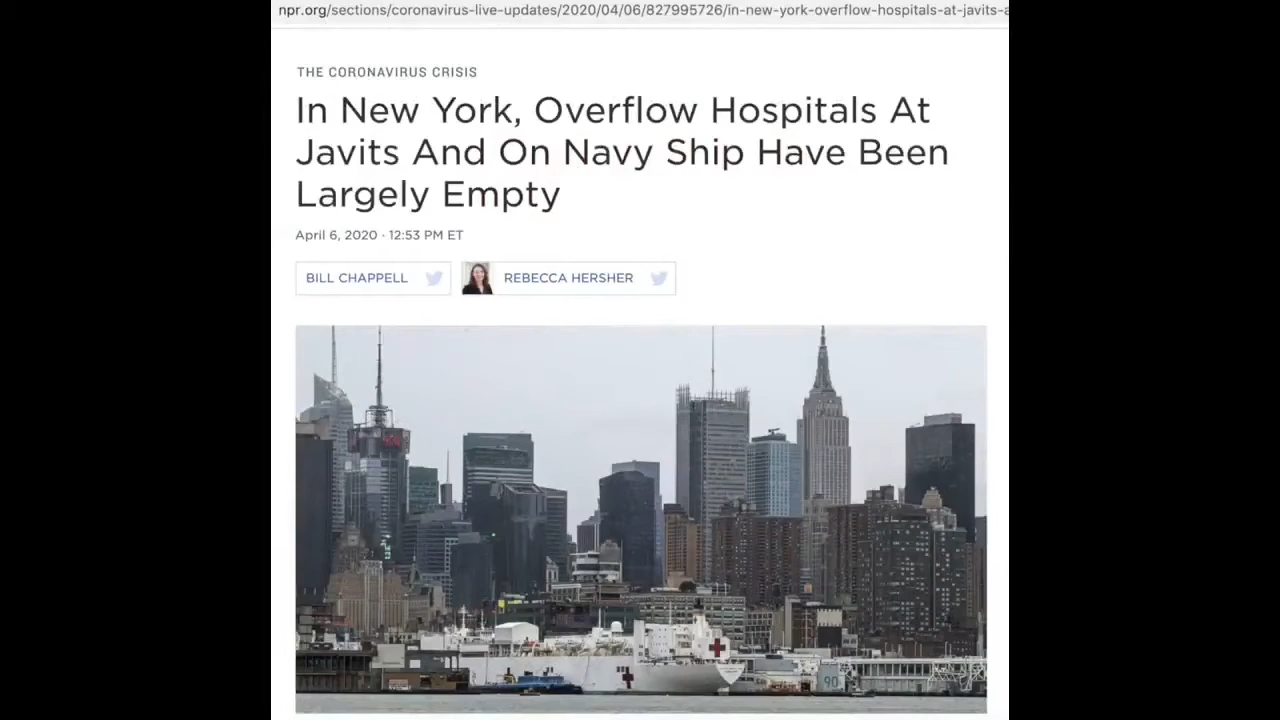 npr.org/sections/coronavirus-live-updates/2020/04/06/827995726/in-new-york-overflow-hospitals-at-javits-a
THE CORONAVIRUS CRISIS
In New York, Overflow Hospitals At
Javits And On Navy Ship Have Been
Largely Empty
April 6, 2020 · 12:53 PM ET
BILL CHAPPELL
REBECCA HERSHER
90